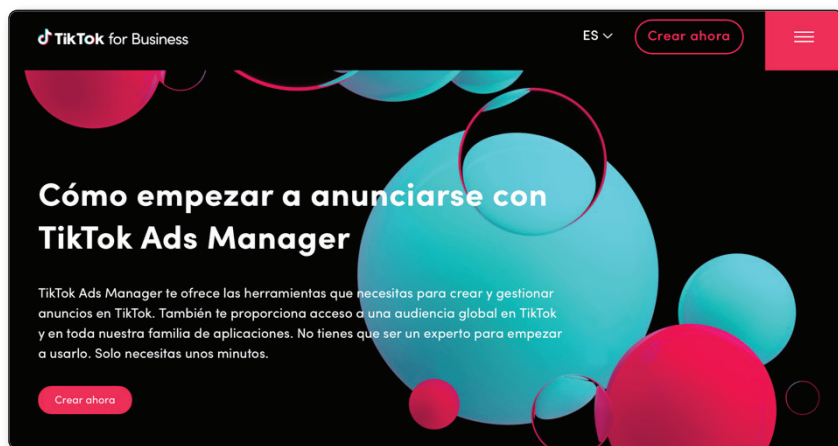 TikTok for Business
ES
Crear ahora
Cómo empezar a anunciarse con
TikTok Ads Manager
TikTok Ads Manager te ofrece las herramientas que necesitas para crear y gestionar
anuncios en TikTok. También te proporciona acceso a una audiencia global en TikTok
y en toda nuestra familia de aplicaciones. No tienes que ser un experto para empezar
a usarlo. Solo necesitas unos minutos.
Crear ahora